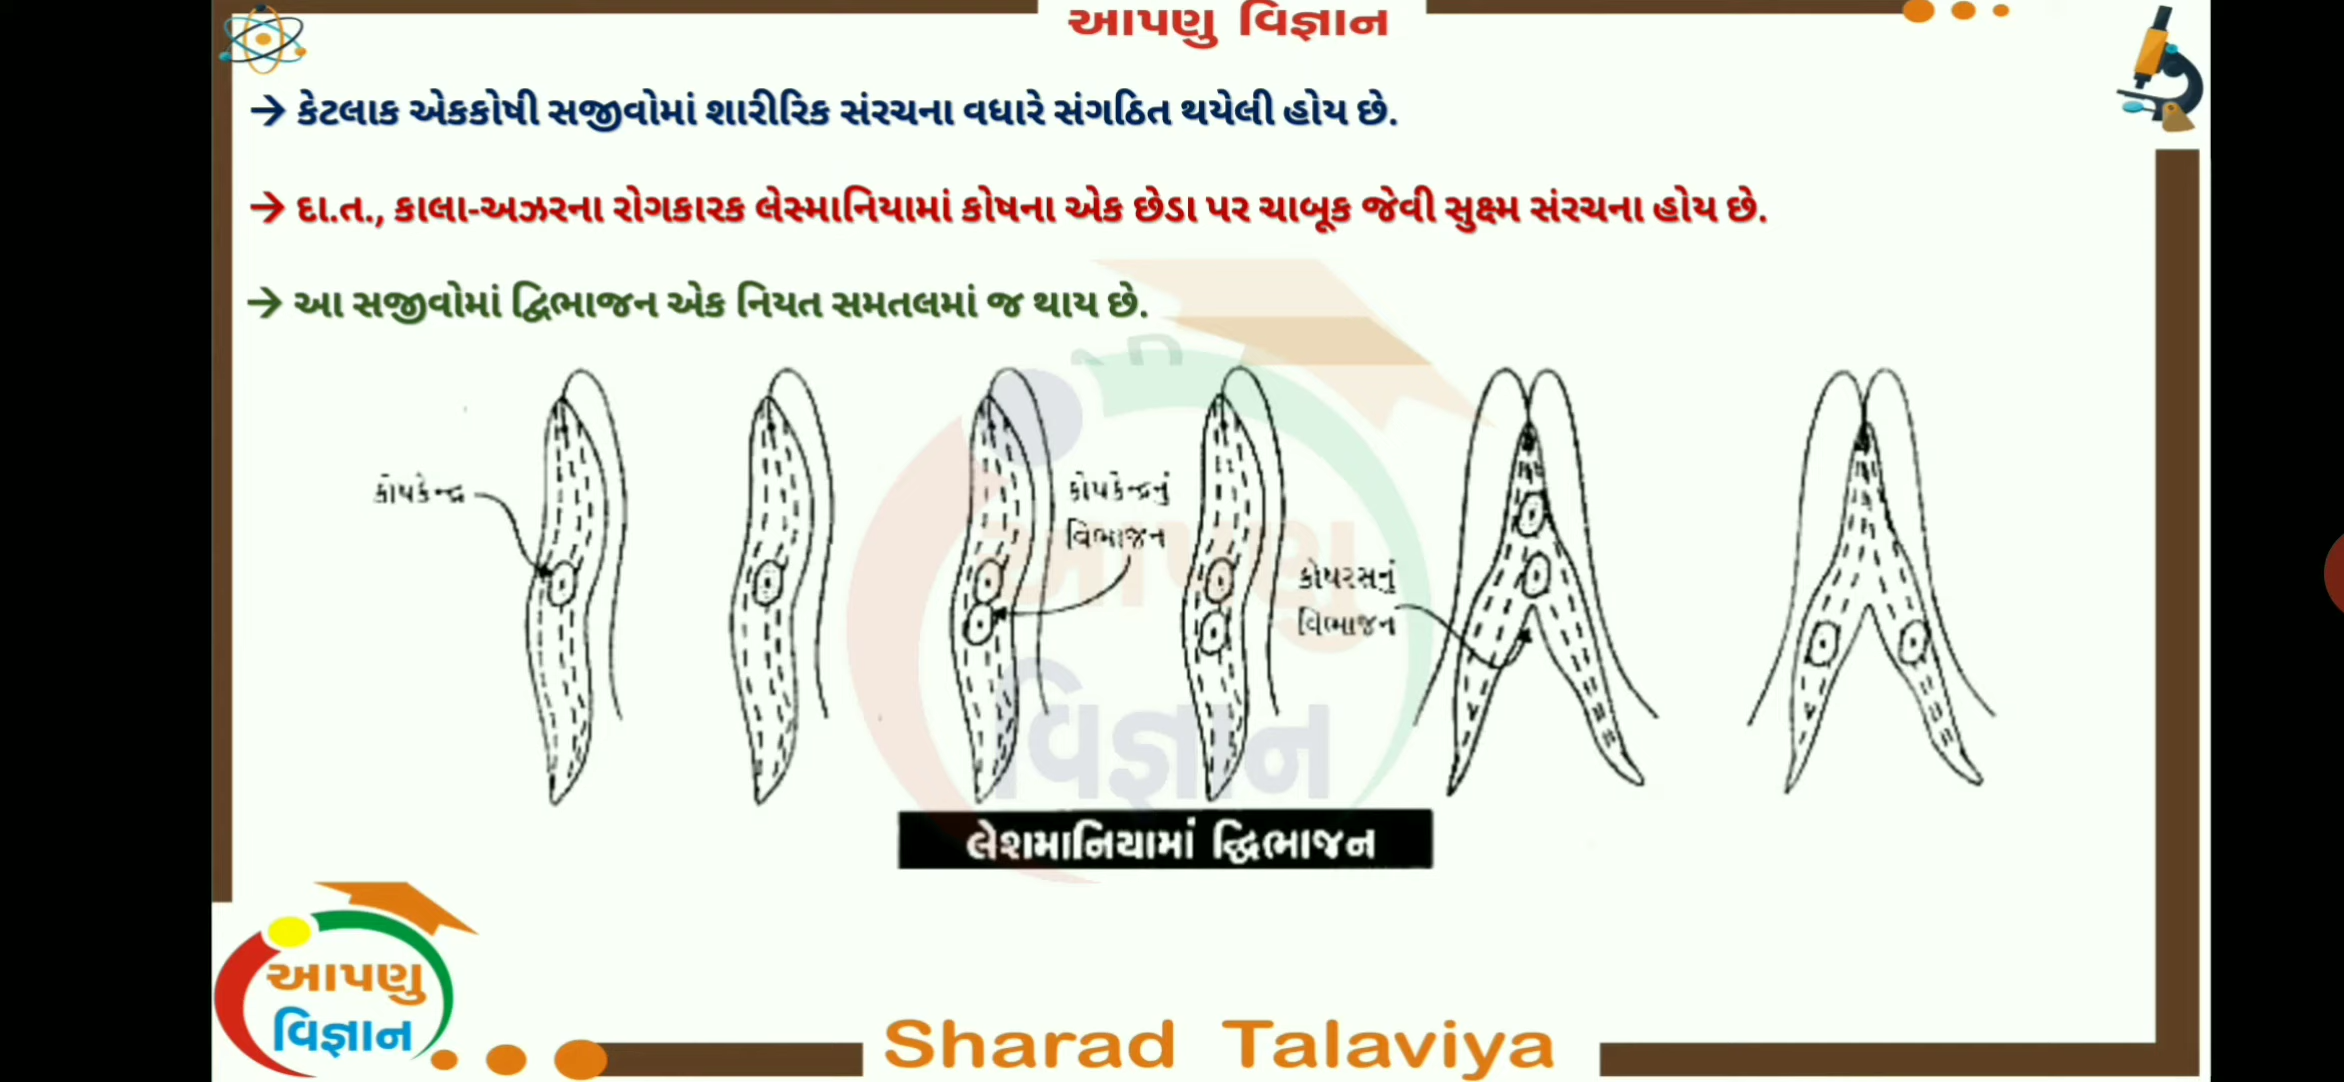 આપણુ વિજ્ઞાન
→ કેટલાક એકકોષી સજીવોમાં શારીરિક સંરચના વધારે સંગઠિત થયેલી હોય છે.
→ દા.ત., કાલા-અઝરના રોગકારક લેસ્માનિયામાં કોષના એક છેડા પર ચાબૂક જેવી સુક્ષ્મ સંરચના હોય છે.
→ આ સજીવોમાં દ્વિભાજન એક નિયત સમતલમાં જ થાય છે.
કોષકેન્દ્ર
કોષકેન્દ્રનું
વિભાજન
કોષરસનું
વિભાજન
આપણુ
વિજ્ઞાન
લેશમાનિયામાં દ્વિભાજન
આપણુ
વિજ્ઞાન
Sharad Talaviya